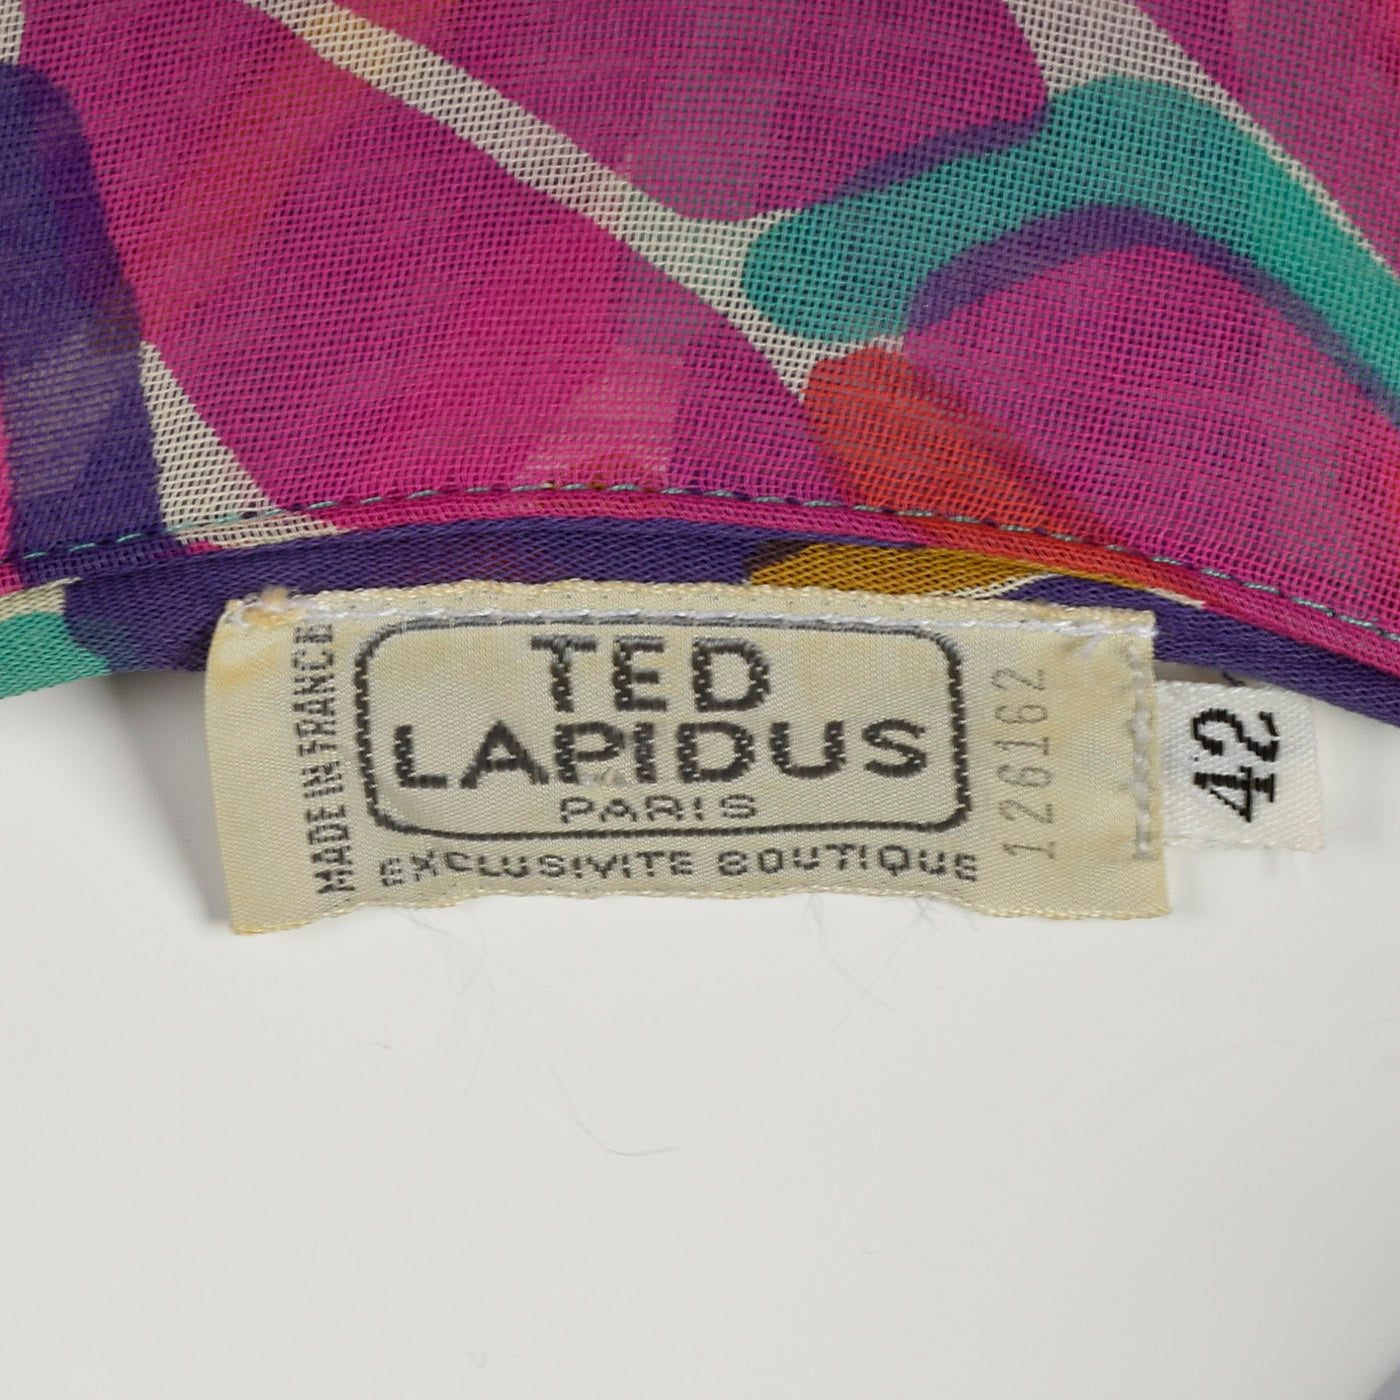 MADE IN FRANCE
TED
LAPIDUS
PARIS
EXCLUSIVITE BOUTIQUE
126162
42